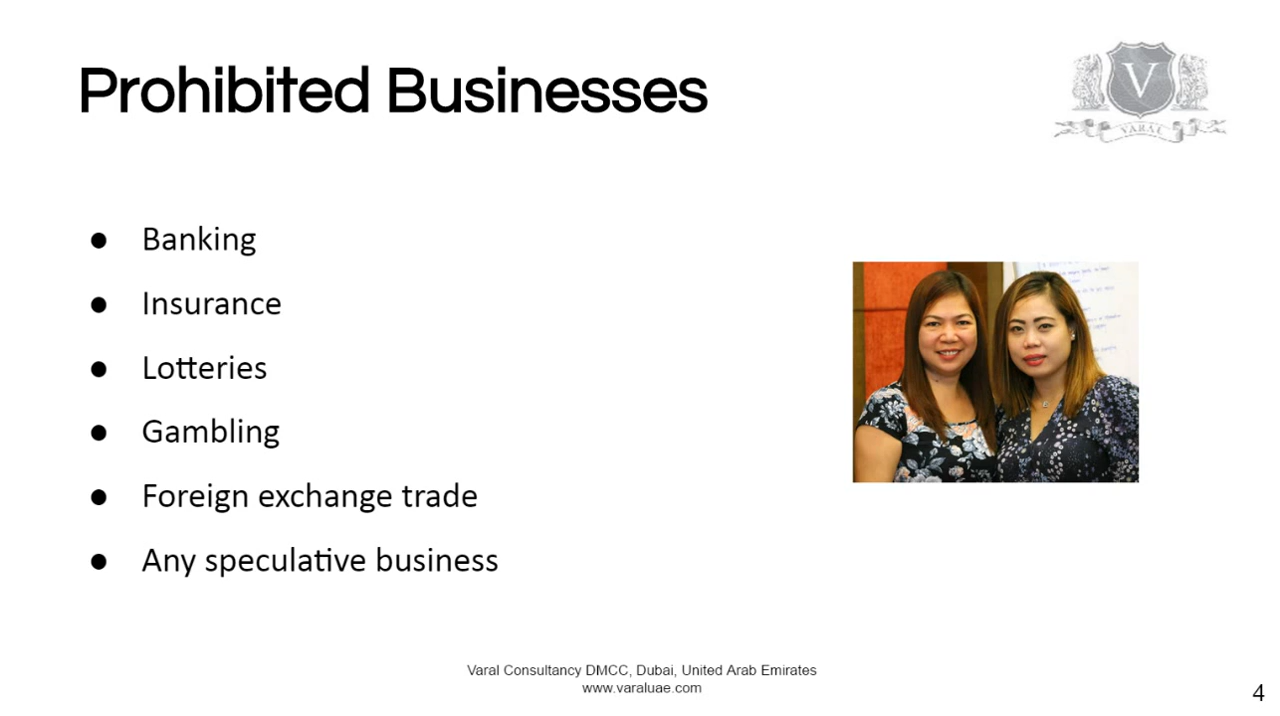 Prohibited Businesses
VARAL
● Banking
● Insurance
● Lotteries
● Gambling
● Foreign exchange trade
● Any speculative business
Varal Consultancy DMCC, Dubai, United Arab Emirates
www.varaluae.com
4